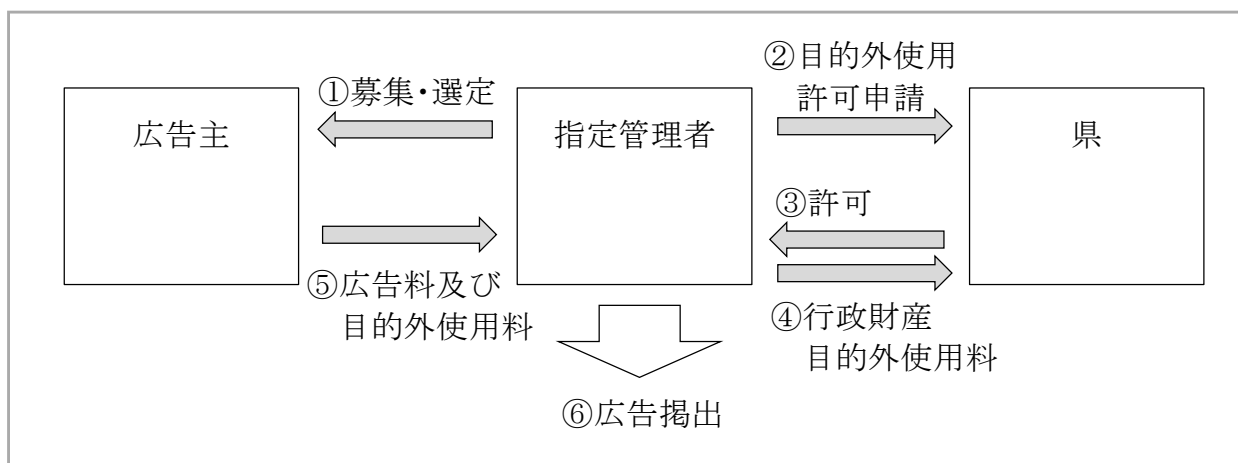 ②目的外使用
許可申請
①募集・選定
広告主
指定管理者
県
③許可
⑤広告料及び
目的外使用料
④行政財産
目的外使用料
⑥広告掲出